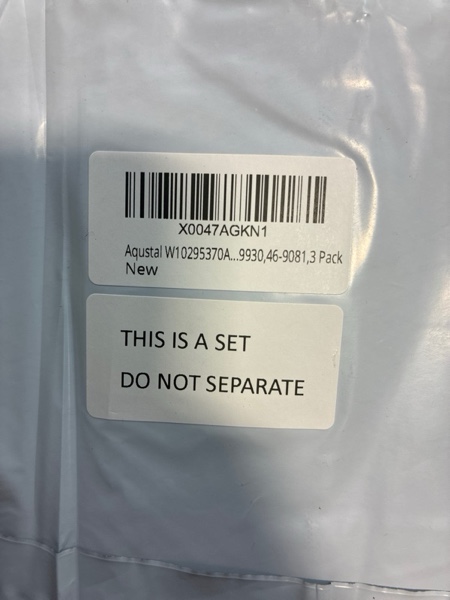 X0047AGKN1
Aqustal W10295370A...9930,46-9081,3 Pack
New
THIS IS A SET
DO NOT SEPARATE